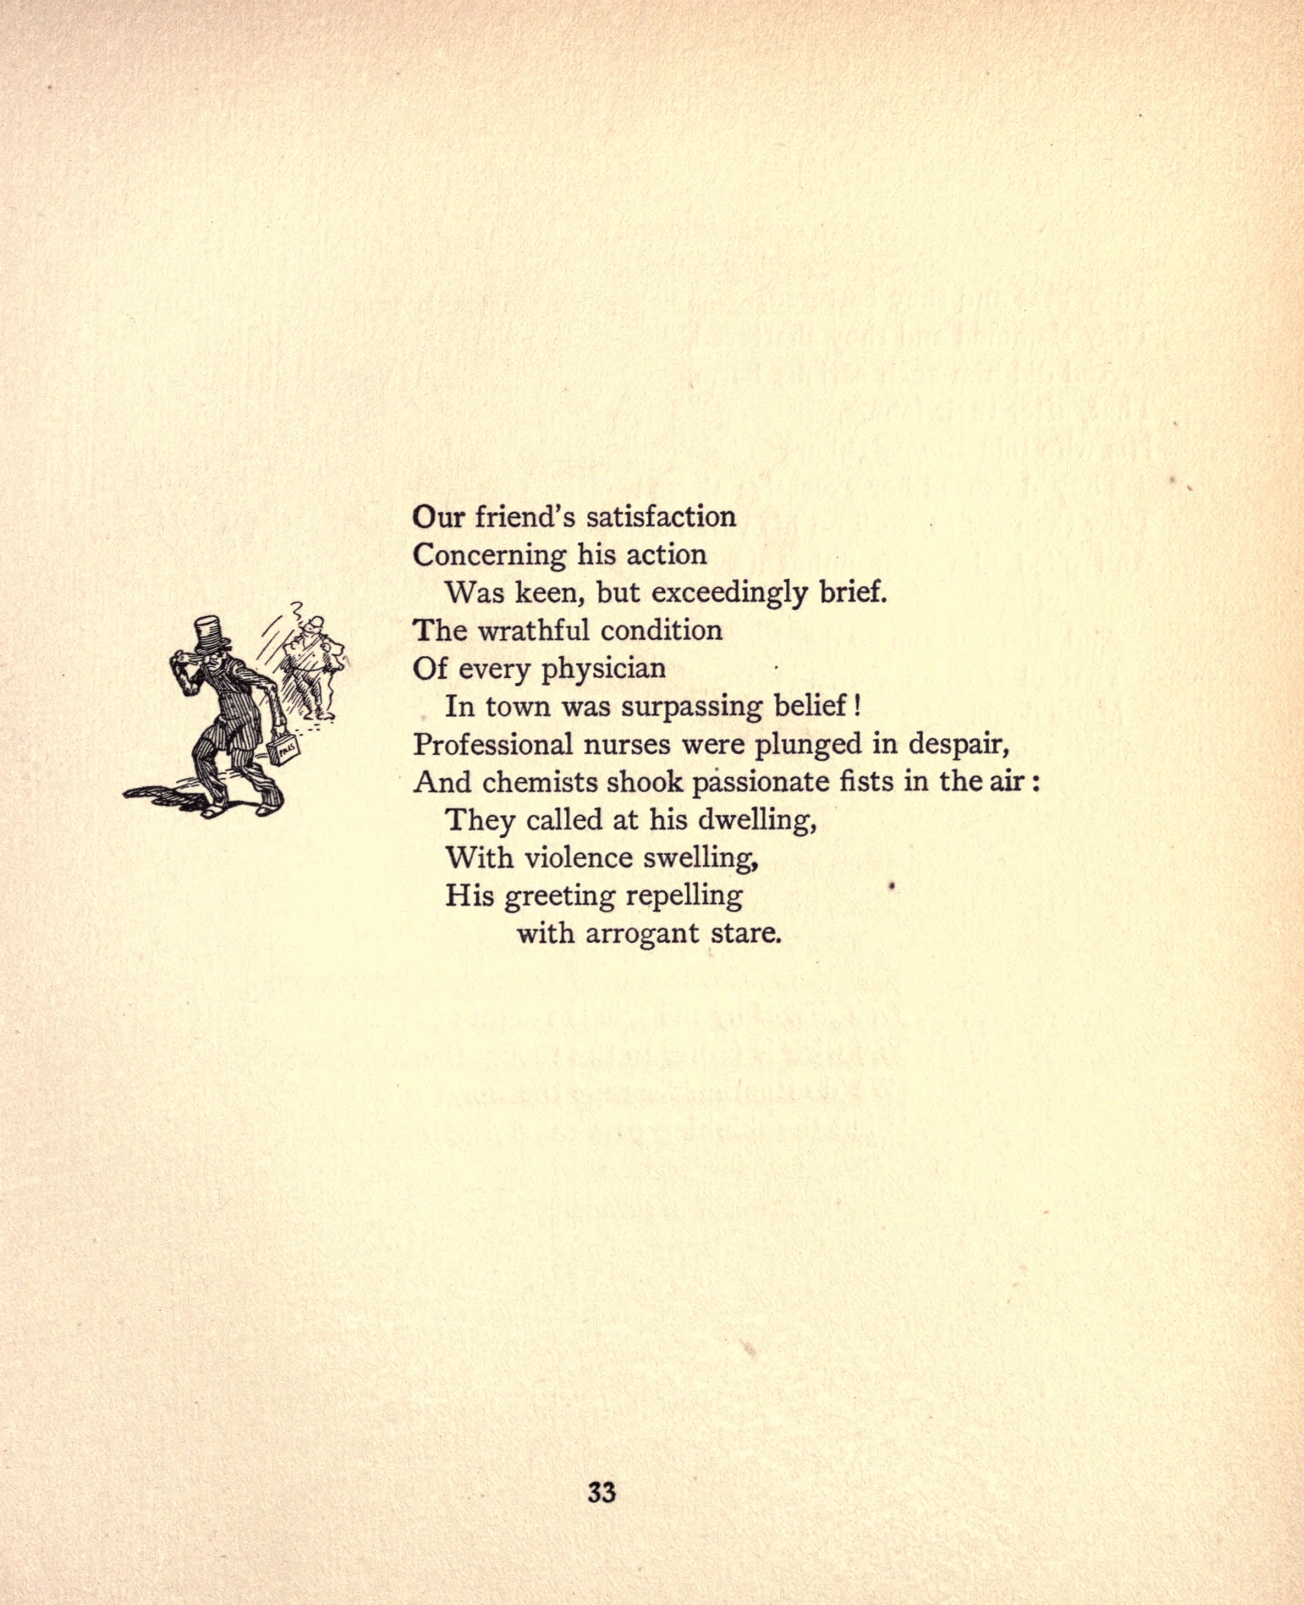 Our friend's satisfaction
Concerning his action
Was keen, but exceedingly brief.
The wrathful condition
Of every physician
In town was surpassing belief!
Professional nurses were plunged in despair,
And chemists shook passionate fists in the air:
They called at his dwelling,
With violence swelling,
His greeting repelling
with arrogant stare.
PILLS
33